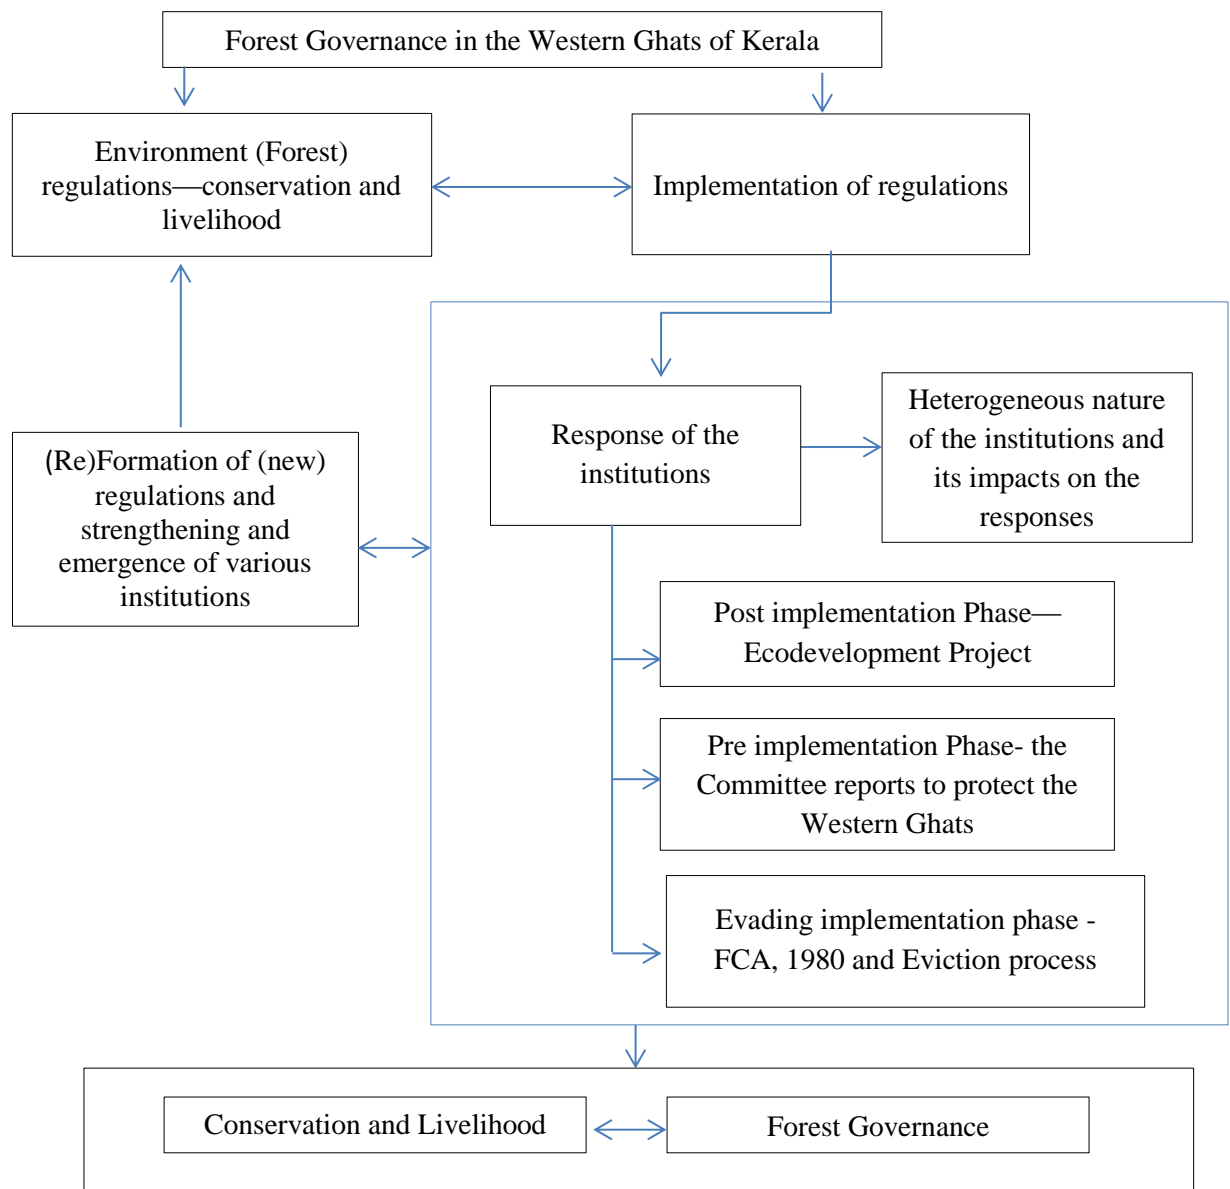 Forest Governance in the Western Ghats of Kerala
Environment (Forest)
regulations—conservation and
livelihood
Implementation of regulations
Response of the
institutions
Heterogeneous nature
of the institutions and
its impacts on the
responses
(Re)Formation of (new)
regulations and
strengthening and
emergence of various
institutions
Post implementation Phase—
Ecodevelopment Project
Pre implementation Phase- the
Committee reports to protect the
Western Ghats
Evading implementation phase -
FCA, 1980 and Eviction process
Conservation and Livelihood
Forest Governance